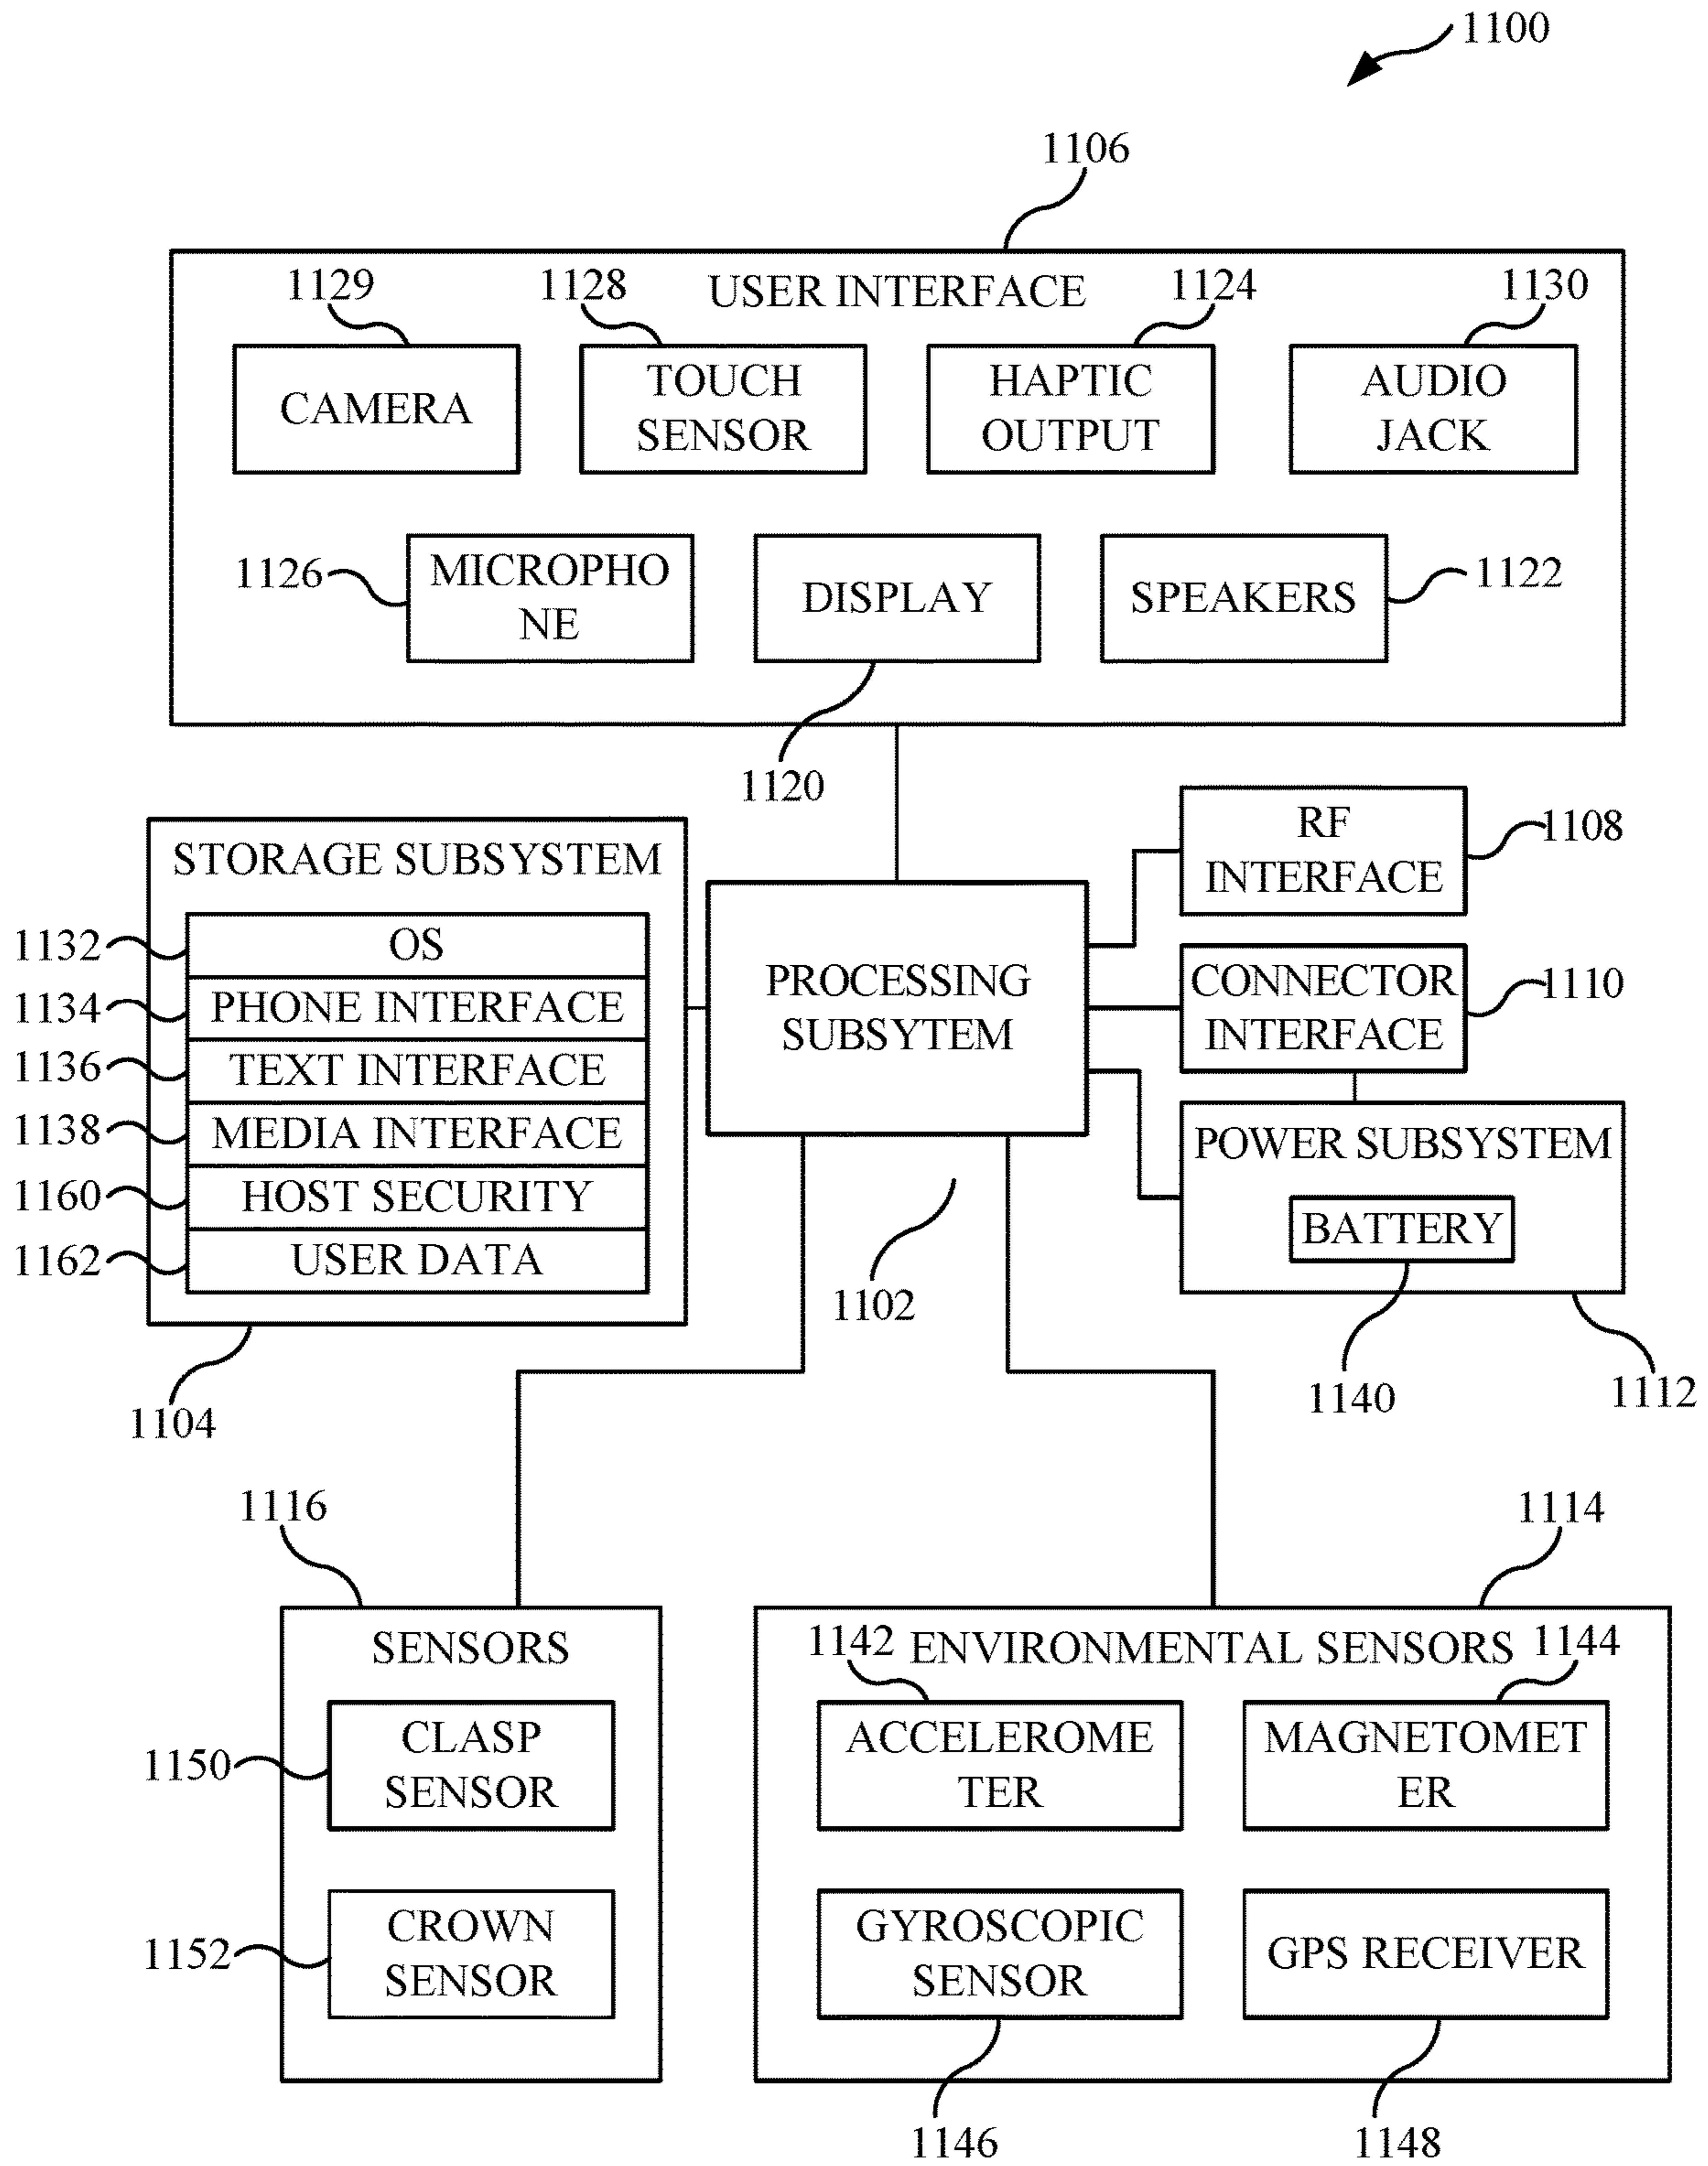 1100
1106
USER INTERFACE
1129
1128
1124
1130
CAMERA
TOUCH
SENSOR
HAPTIC
OUTPUT
AUDIO
JACK
1126
MICROPHO
NE
DISPLAY
SPEAKERS
1122
1120
STORAGE SUBSYSTEM
1132
OS
1134
PHONE INTERFACE
1136
TEXT INTERFACE
1138
MEDIA INTERFACE
1160
HOST SECURITY
1162
USER DATA
1104
PROCESSING
SUBSYTEM
1102
RF
INTERFACE
1108
CONNECTOR
INTERFACE
1110
POWER SUBSYSTEM
BATTERY
1140
1112
1116
SENSORS
1150
CLASP
SENSOR
1152
CROWN
SENSOR
1114
1142
ENVIRONMENTAL SENSORS
1144
ACCELEROME
TER
MAGNETOMET
ER
GYROSCOPIC
SENSOR
GPS RECEIVER
1146
1148